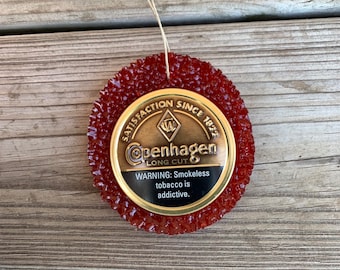 SATISFACTION SINCE 1822
Copenhagen
LONG CUT
WARNING: Smokeless
tobacco is
addictive.